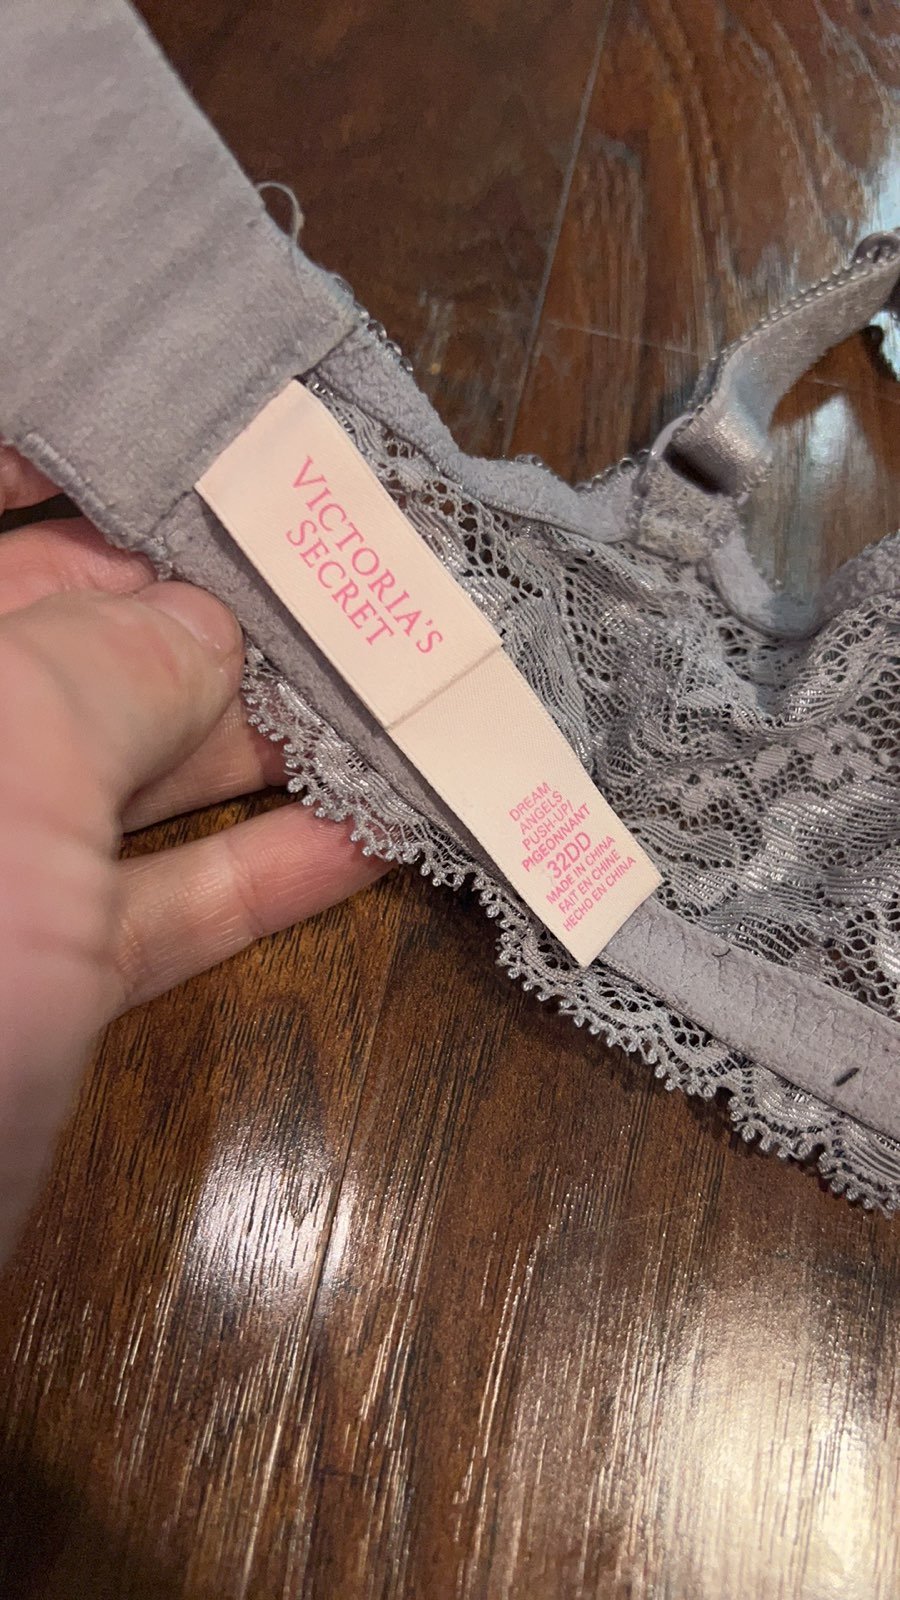 VICTORIA'S
SECRET
DREAM
ANGELS
PUSH-UP/
PIGEONNANT
32DD
MADE IN CHINA
FAIT EN CHINE
HECHO EN CHINA